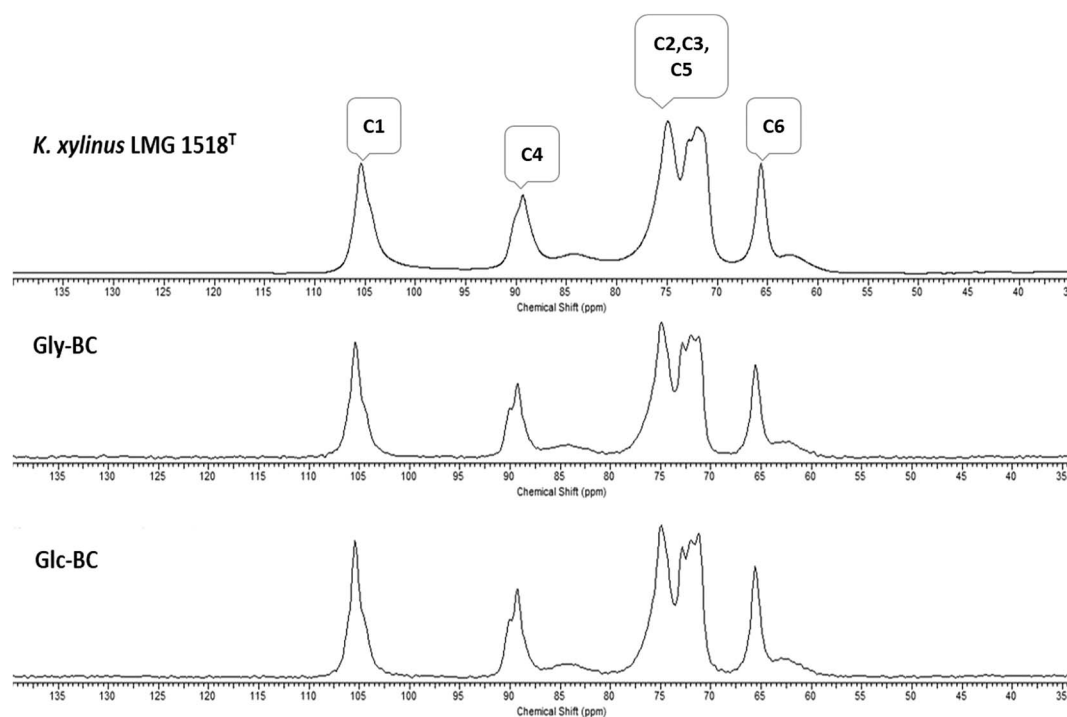 C2,C3,
C5
C1
C4
C6
K. xylinus LMG 1518ᵀ
135 130 125 120 115 110 105 100 95 90 85 80 75 70 65 60 55 50 45 40 35
Chemical Shift (ppm)
Gly-BC
135 130 125 120 115 110 105 100 95 90 85 80 75 70 65 60 55 50 45 40 35
Chemical Shift (ppm)
Glc-BC
135 130 125 120 115 110 105 100 95 90 85 80 75 70 65 60 55 50 45 40 35
Chemical Shift (ppm)